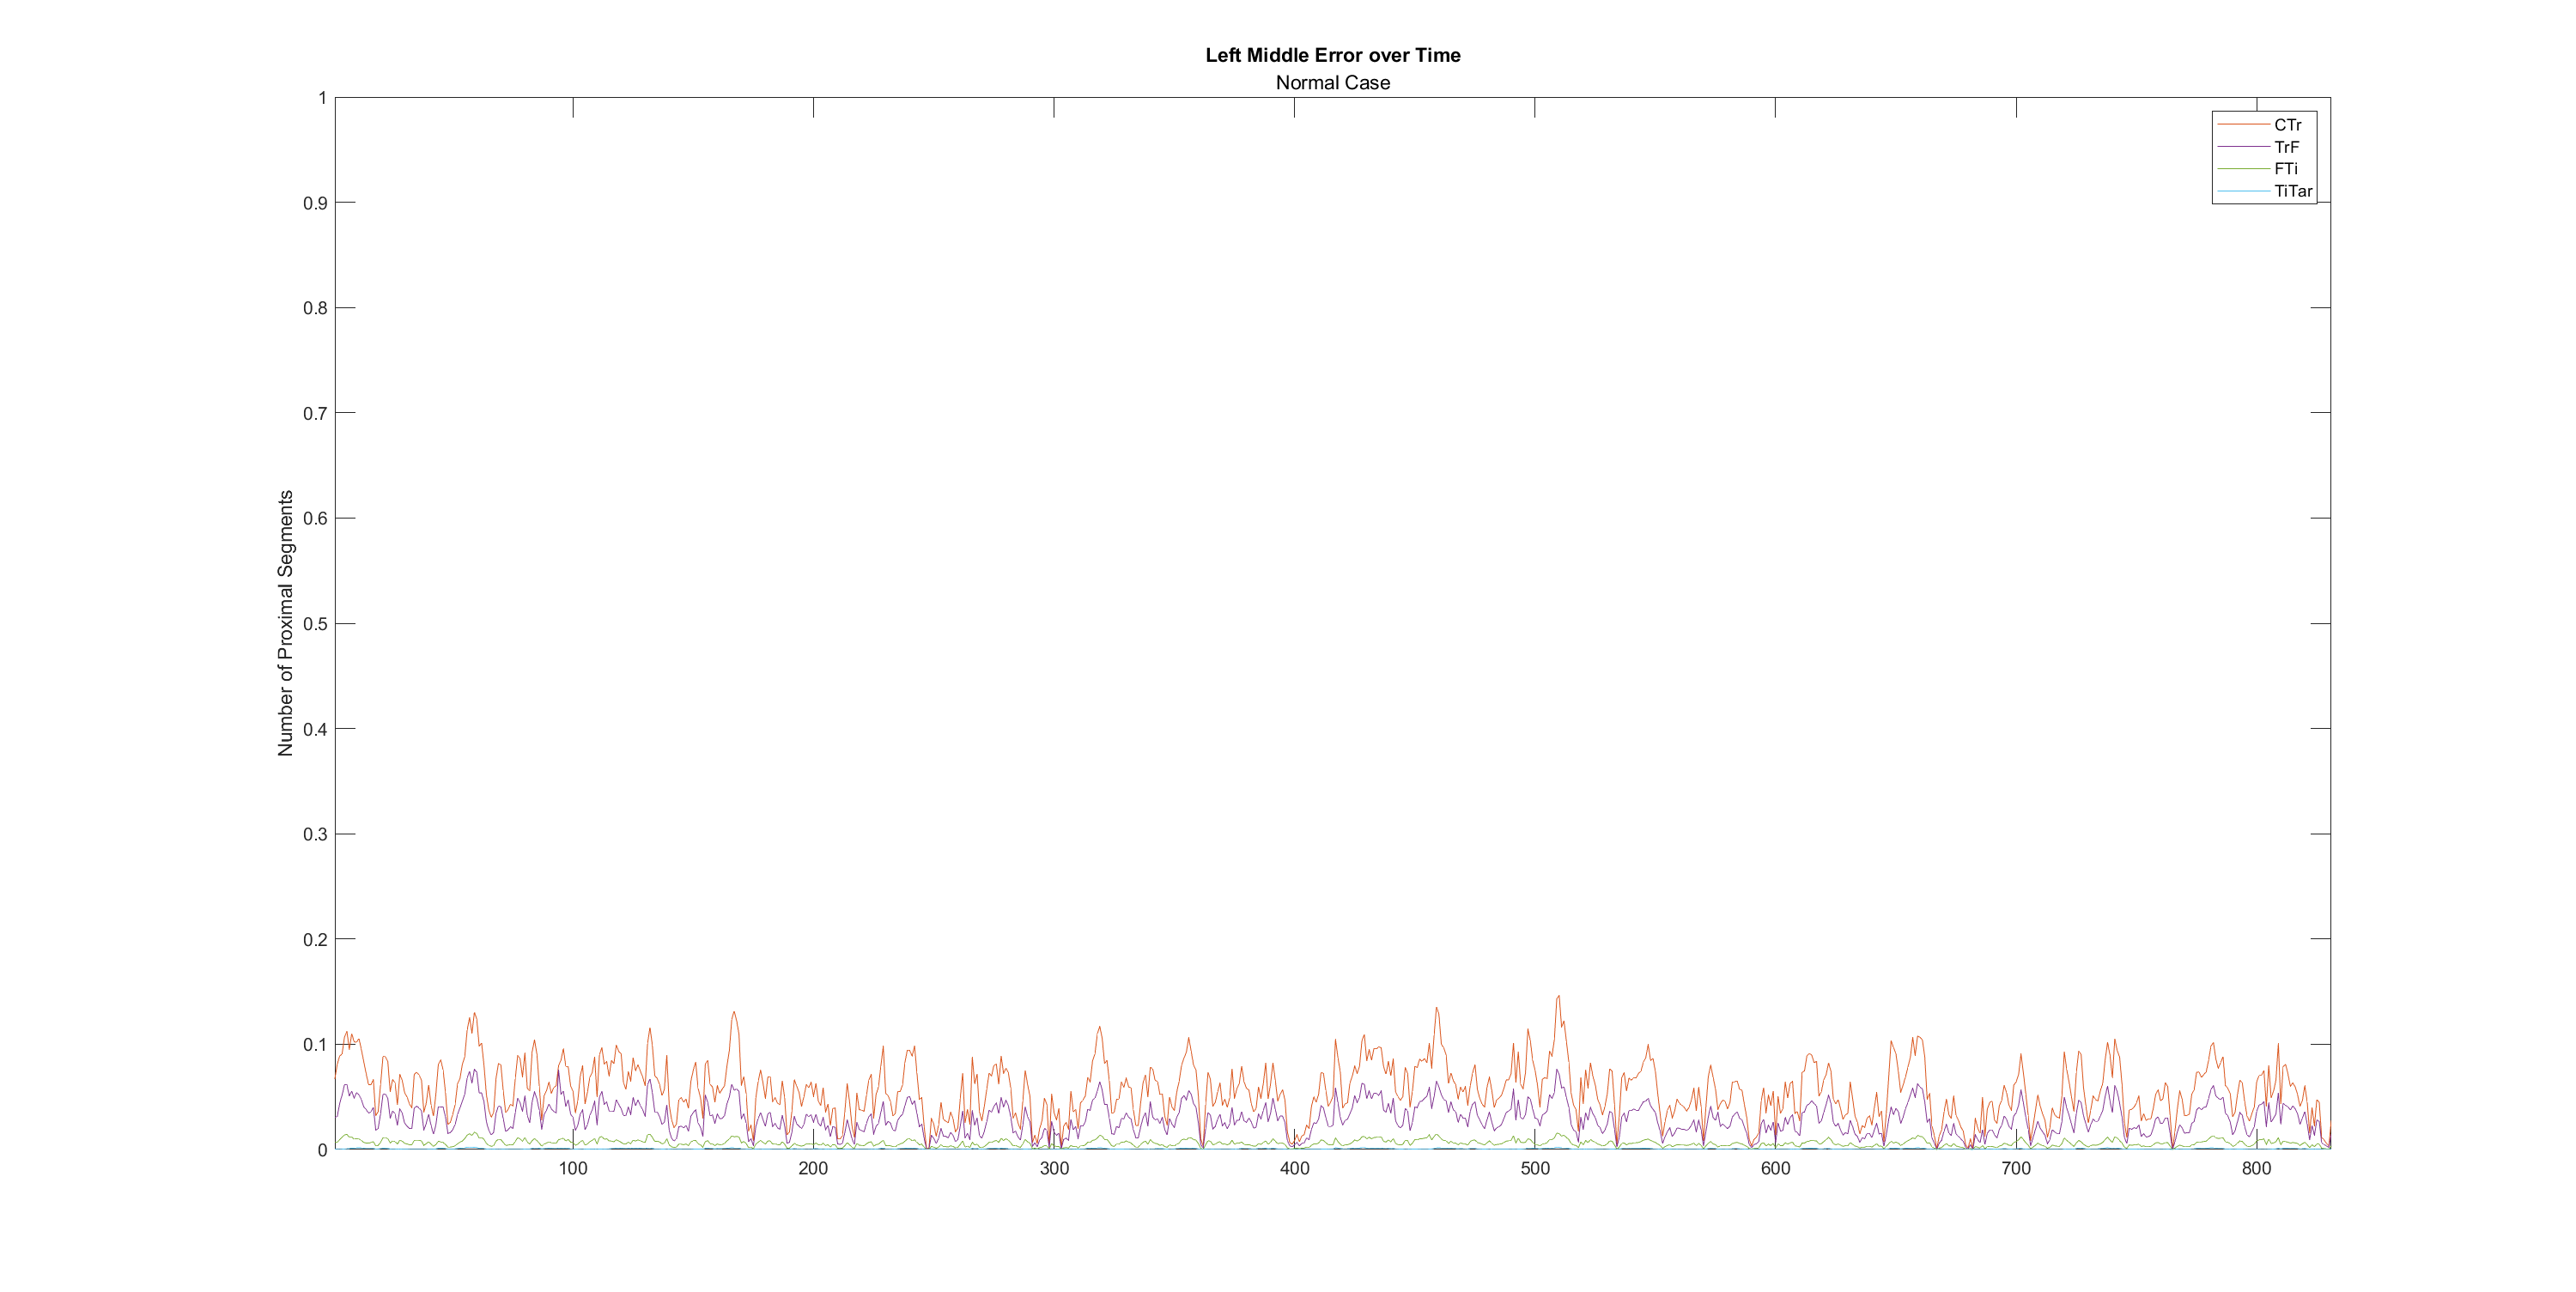 Left Middle Error over Time
Normal Case
CTr
TrF
FTi
TiTar
Number of Proximal Segments
1
0.9
0.8
0.7
0.6
0.5
0.4
0.3
0.2
0.1
0
100 200 300 400 500 600 700 800